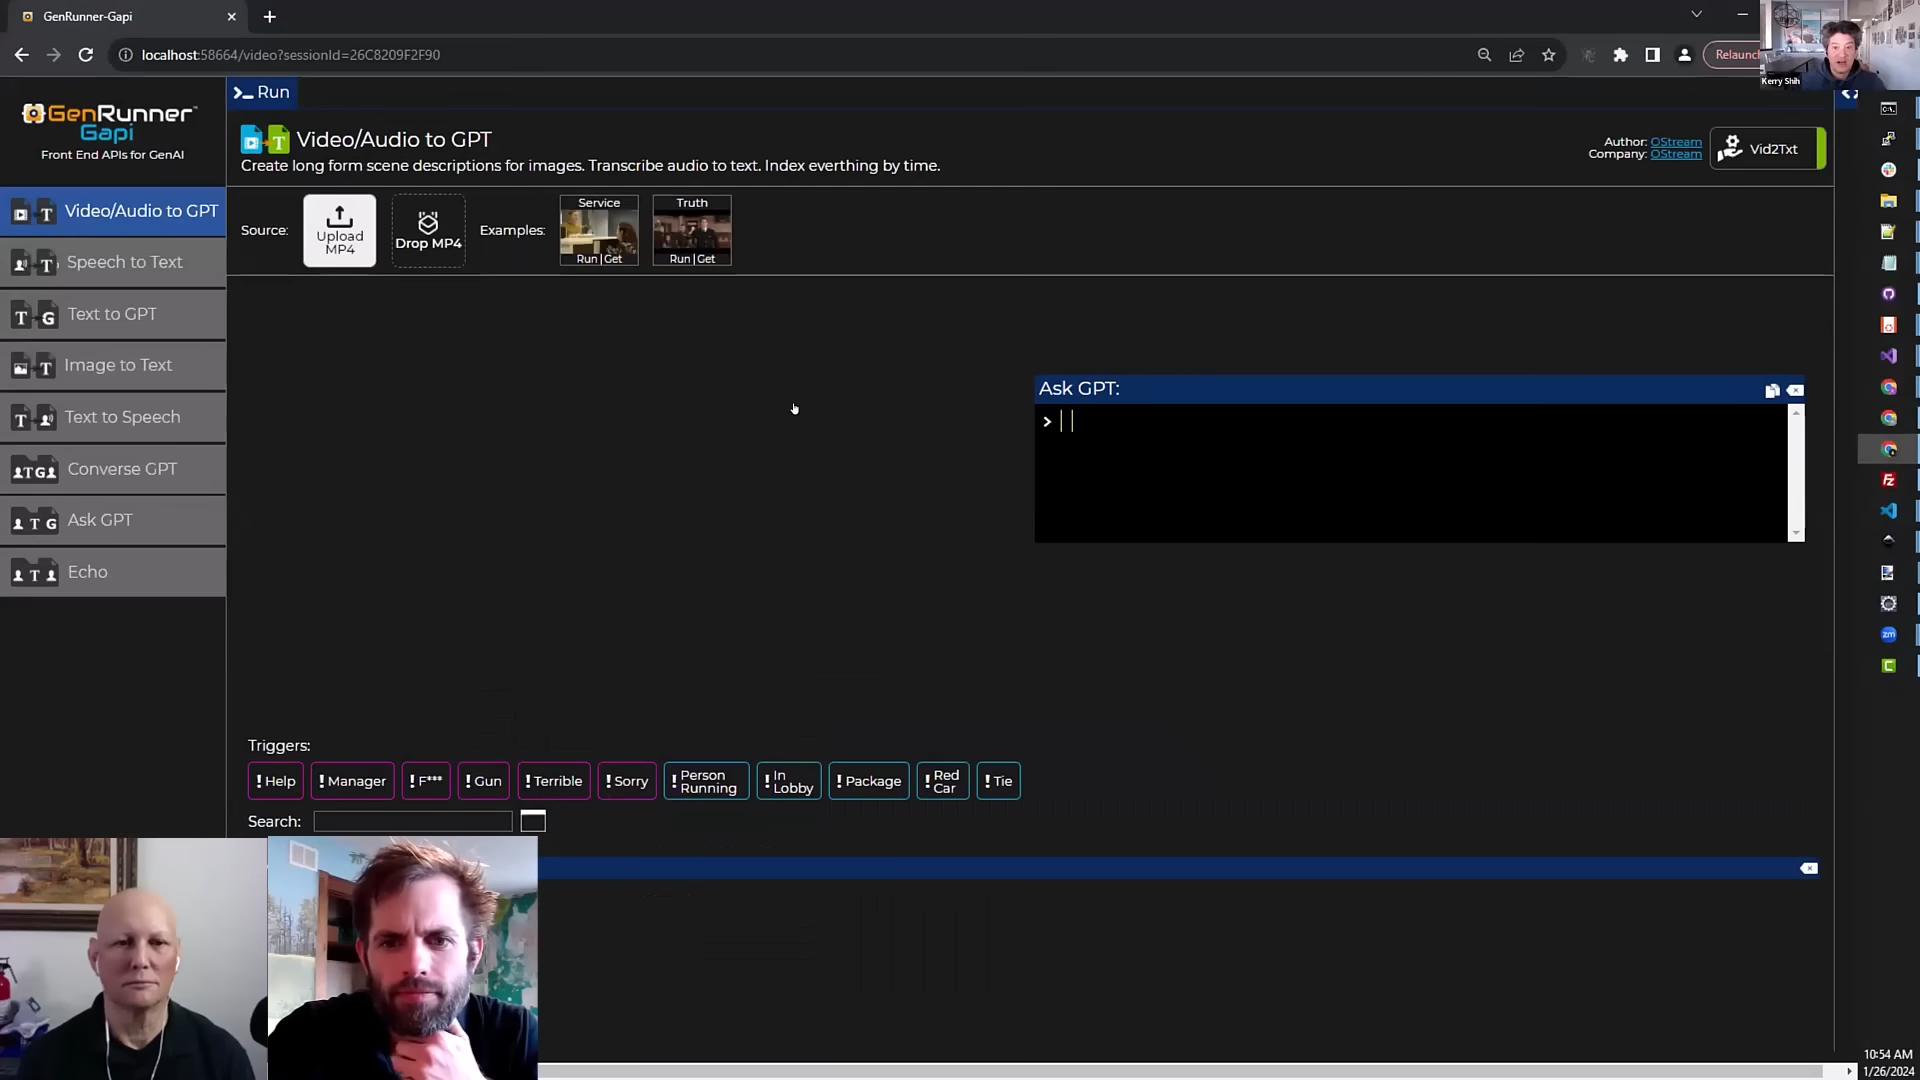 GenRunner-Gapi
localhost:58664/video?sessionId=26C8209F2F90
Relaunc
Kerry Shih
GenRunner™
Gapi
Front End APIs for GenAI
Video/Audio to GPT
Speech to Text
Text to GPT
Image to Text
Text to Speech
Converse GPT
Ask GPT
Echo
>_ Run
Video/Audio to GPT
Create long form scene descriptions for images. Transcribe audio to text. Index everthing by time.
Author: OStream
Company: OStream
Vid2Txt
Source:
Upload
MP4
Drop MP4
Examples:
Service
Run | Get
Truth
Run | Get
Ask GPT:
>
Triggers:
! Help
! Manager
! F***
! Gun
! Terrible
! Sorry
! Person
Running
! In
Lobby
! Package
! Red
Car
! Tie
Search:
10:54 AM
1/26/2024